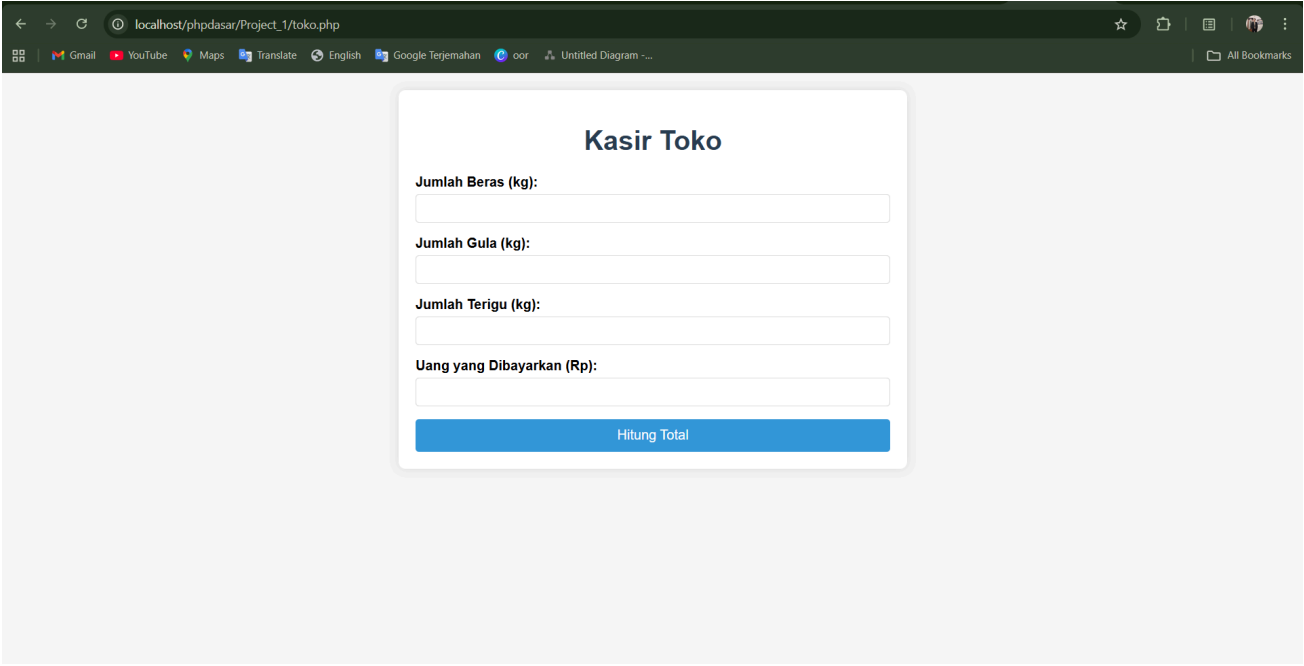 localhost/phpdasar/Project_1/toko.php
Gmail YouTube Maps Translate English Google Terjemahan oor Untitled Diagram -... All Bookmarks
Kasir Toko
Jumlah Beras (kg):
Jumlah Gula (kg):
Jumlah Terigu (kg):
Uang yang Dibayarkan (Rp):
Hitung Total